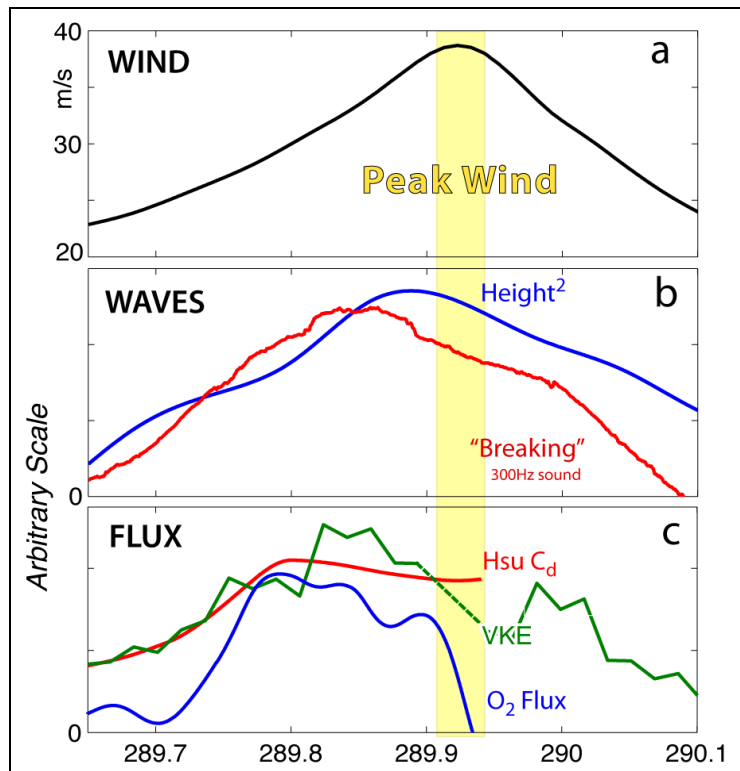 40
WIND
a
m/s
30
Peak Wind
20
WAVES
b
Height2
"Breaking"
300Hz sound
0
Arbitrary Scale
FLUX
c
Hsu Cd
VKE
O2 Flux
0
289.7 289.8 289.9 290 290.1